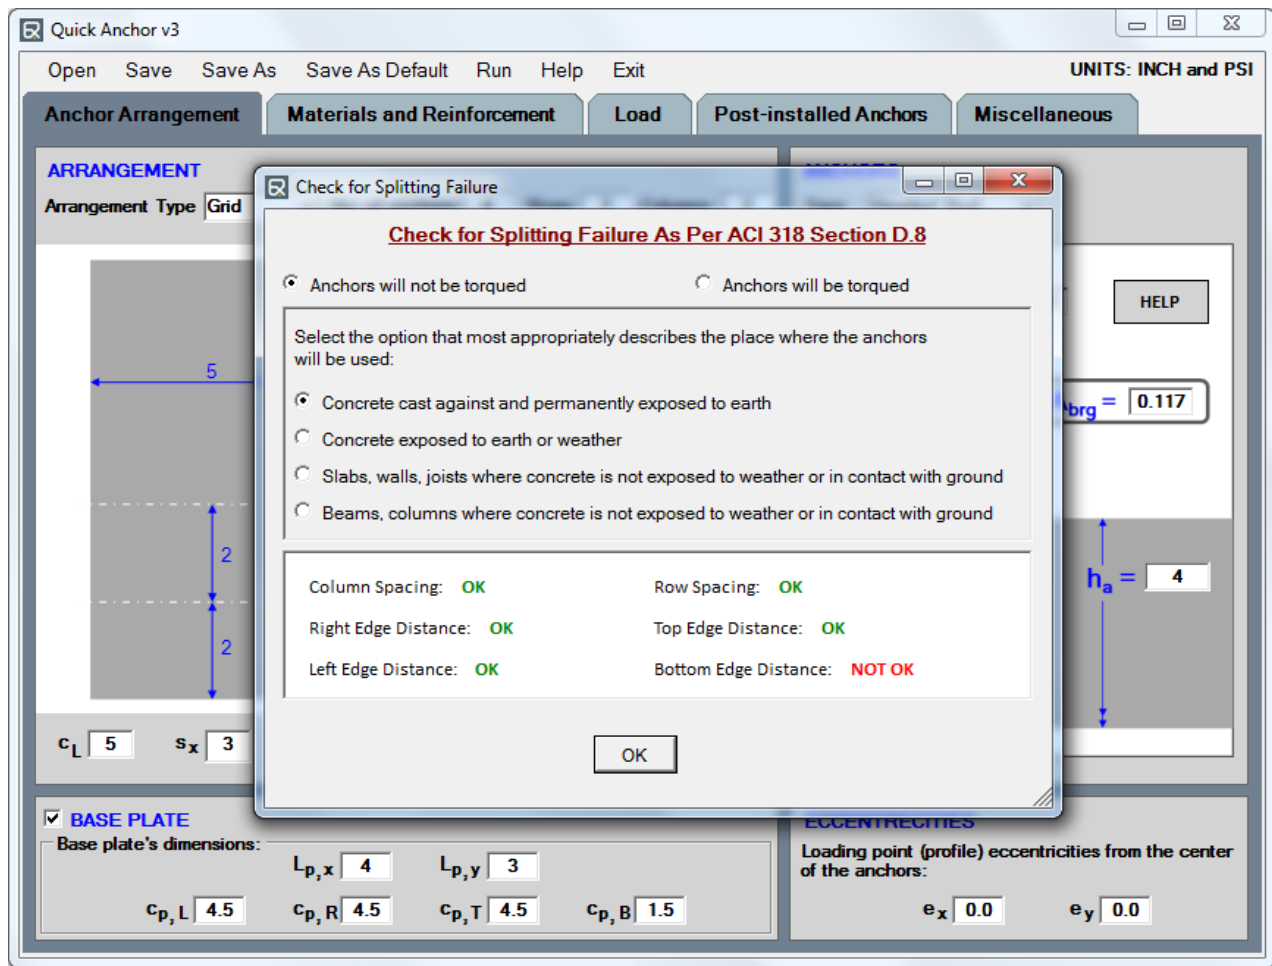 Quick Anchor v3
Open Save Save As Save As Default Run Help Exit UNITS: INCH and PSI
Anchor Arrangement Materials and Reinforcement Load Post-installed Anchors Miscellaneous
ARRANGEMENT
Arrangement Type Grid
Check for Splitting Failure
Check for Splitting Failure As Per ACI 318 Section D.8
Anchors will not be torqued Anchors will be torqued
HELP
Select the option that most appropriately describes the place where the anchors
will be used:
5
Concrete cast against and permanently exposed to earth
brg = 0.117
Concrete exposed to earth or weather
Slabs, walls, joists where concrete is not exposed to weather or in contact with ground
Beams, columns where concrete is not exposed to weather or in contact with ground
2
Column Spacing: OK Row Spacing: OK
ha = 4
Right Edge Distance: OK Top Edge Distance: OK
2
Left Edge Distance: OK Bottom Edge Distance: NOT OK
cL 5 sx 3
OK
BASE PLATE
ECCENTRECITIES
Base plate's dimensions:
Loading point (profile) eccentricities from the center
of the anchors:
Lp,x 4 Lp,y 3
cp,L 4.5 cp,R 4.5 cp,T 4.5 cp,B 1.5
ex 0.0 ey 0.0